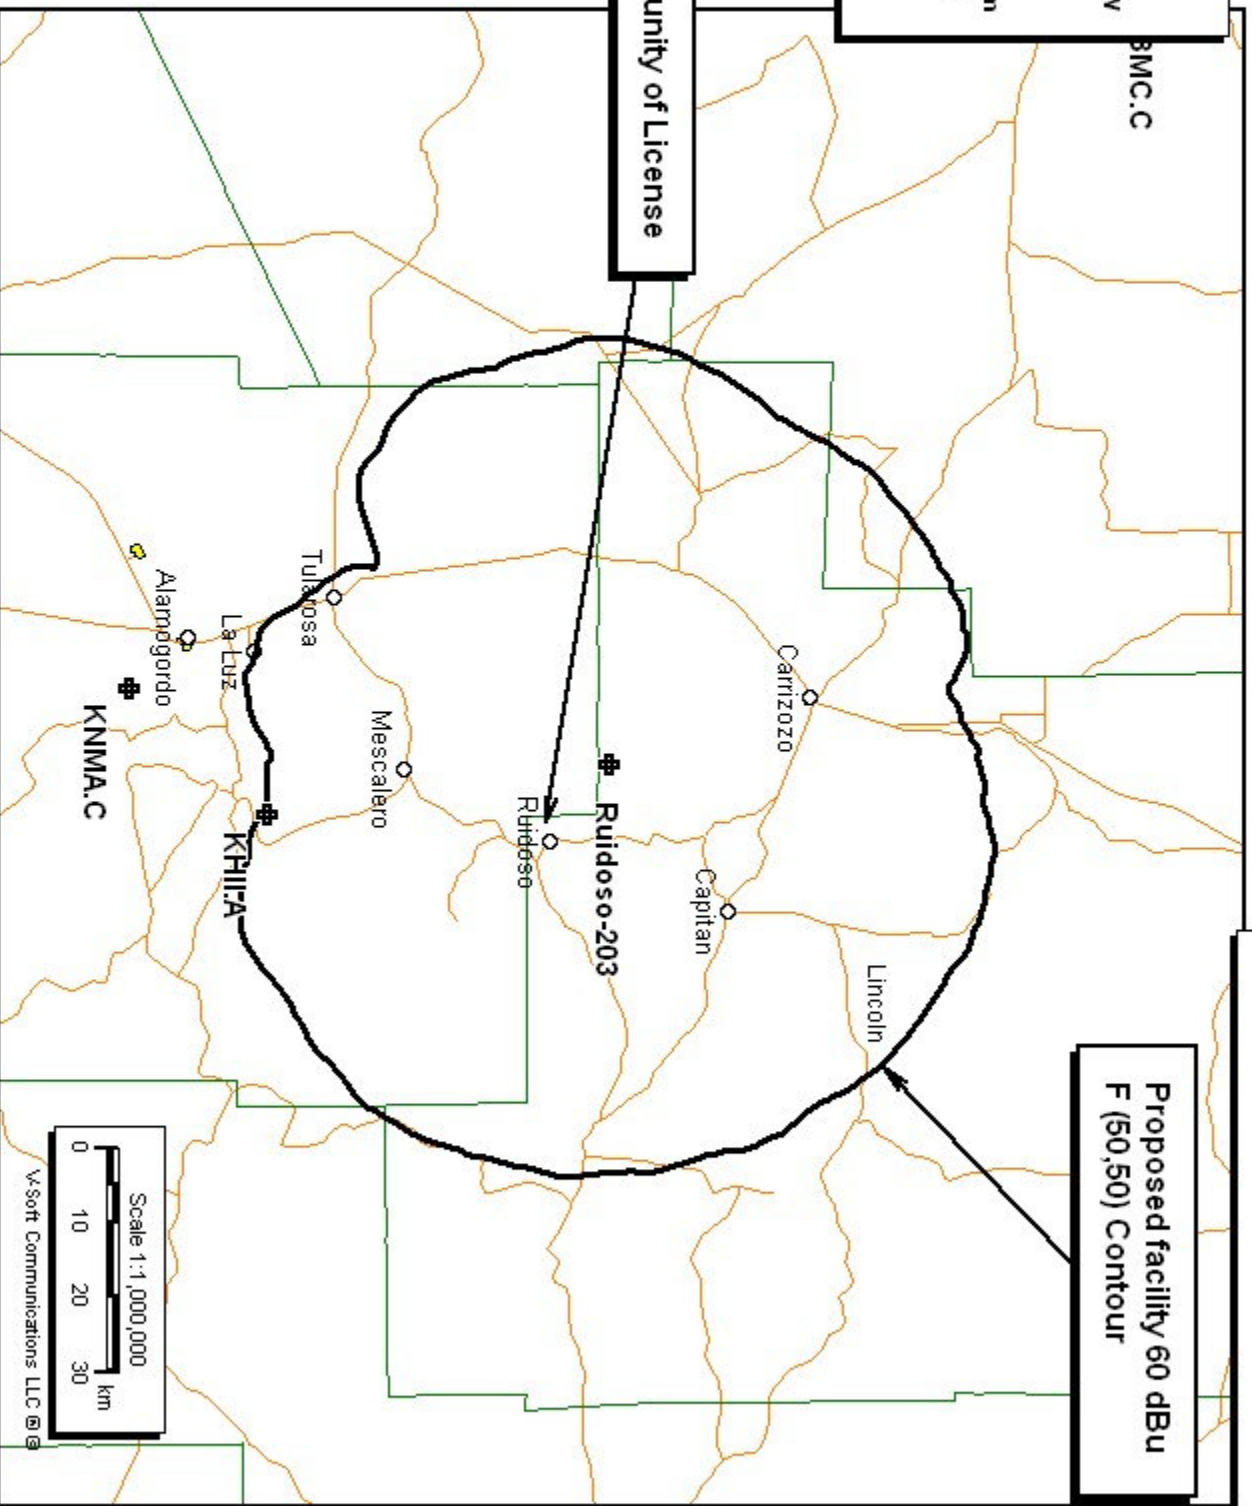 BMC.C
unity of License
Proposed facility 60 dBu
F (50,50) Contour
Lincoln
Carrizozo
Capitan
Ruidoso-203
Ruidoso
Mescalero
Tularosa
La Luz
KHII.A
Alamogordo
KNMA.C
Scale 1:1,000,000
0 10 20 30 km
V-Soft Communications LLC ® ©